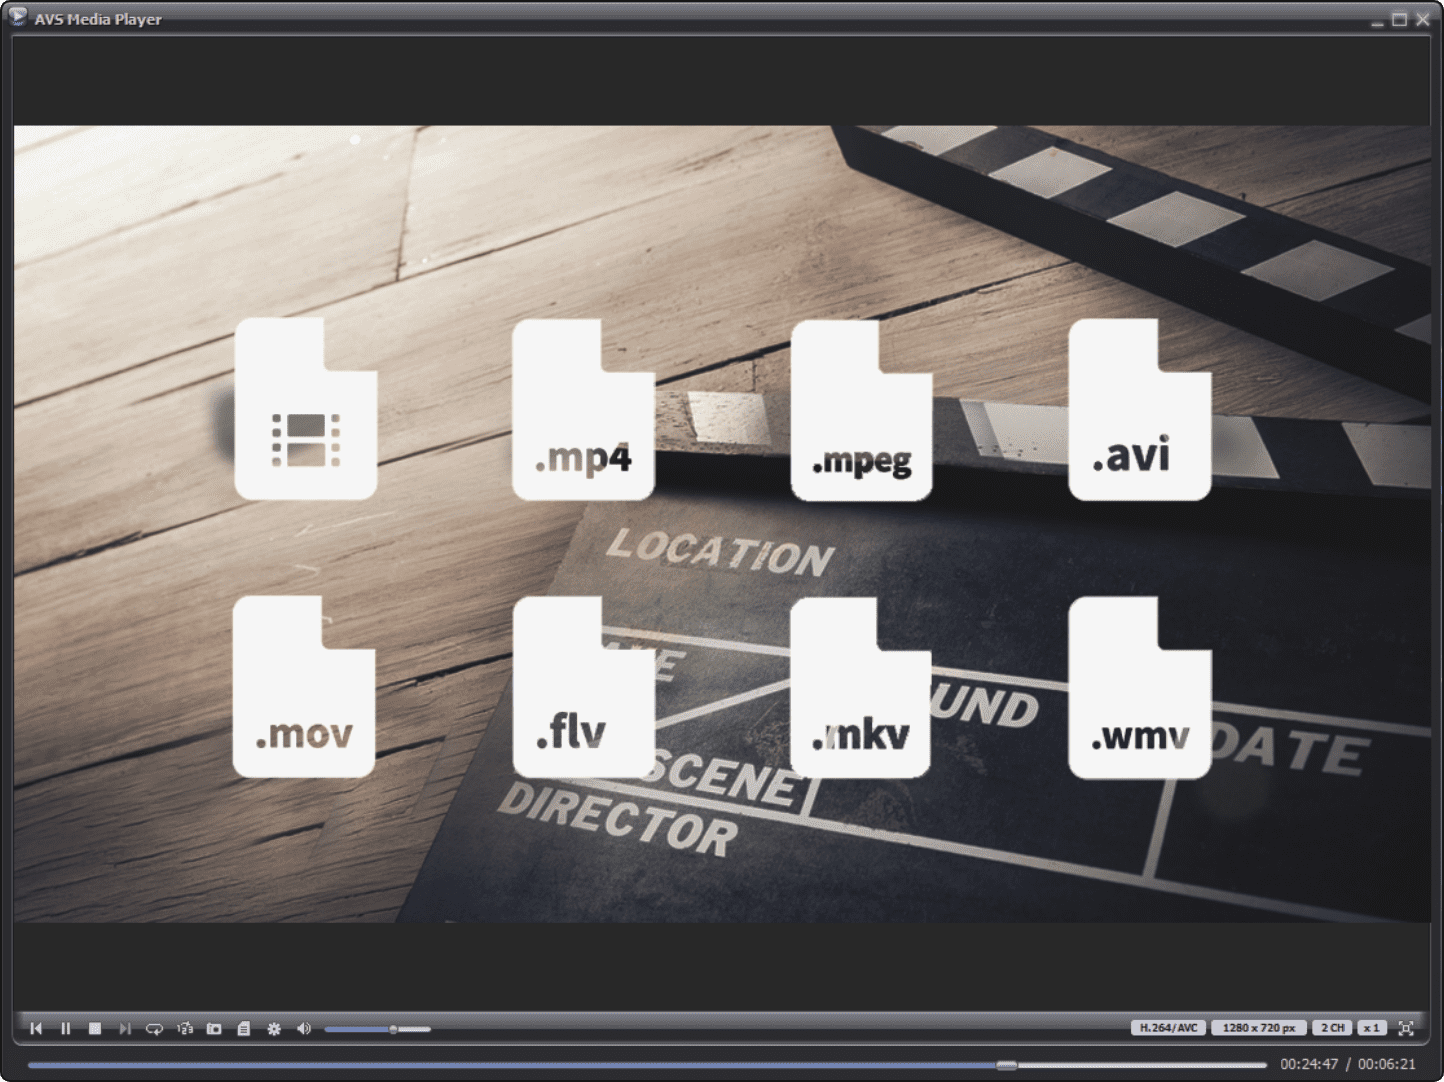 AVS Media Player
.mp4
.mpeg
.avi
LOCATION
.mov
.flv
.mkv
UND
.wmv
DATE
SCENE
DIRECTOR
H.264/AVC
1280 x 720 px
2 CH
x 1
00:24:47 / 00:06:21